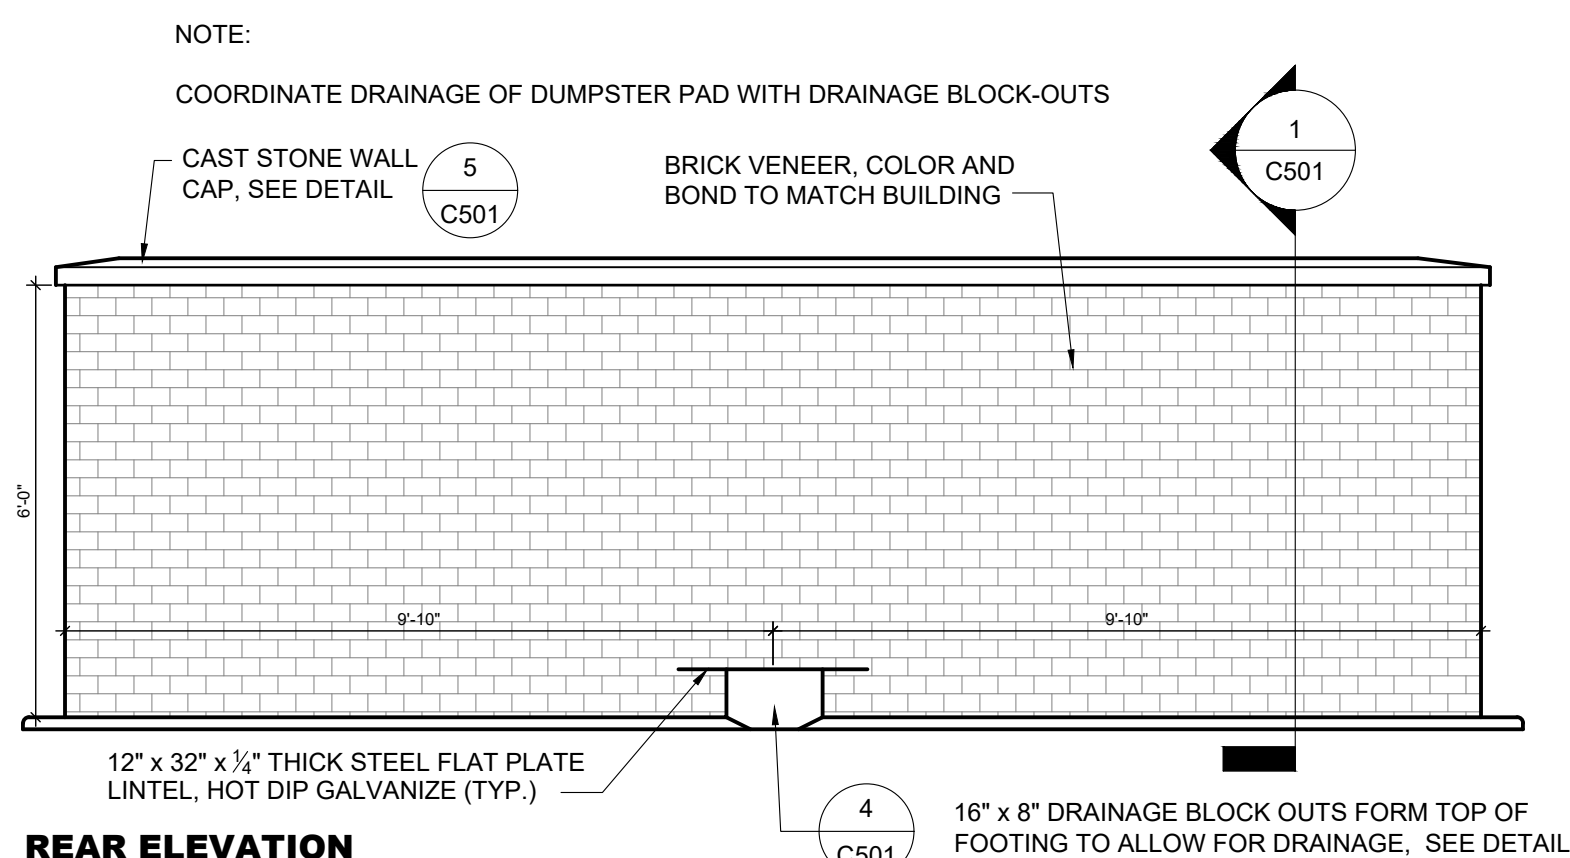 NOTE:
COORDINATE DRAINAGE OF DUMPSTER PAD WITH DRAINAGE BLOCK-OUTS
CAST STONE WALL
CAP, SEE DETAIL
5
C501
BRICK VENEER, COLOR AND
BOND TO MATCH BUILDING
1
C501
6'-0"
9'-10"
9'-10"
12" x 32" x ¼" THICK STEEL FLAT PLATE
LINTEL, HOT DIP GALVANIZE (TYP.)
4
C501
16" x 8" DRAINAGE BLOCK OUTS FORM TOP OF
FOOTING TO ALLOW FOR DRAINAGE, SEE DETAIL
REAR ELEVATION